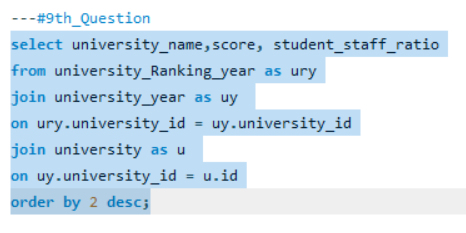 ---#9th_Question
select university_name,score, student_staff_ratio
from university_Ranking_year as ury
join university_year as uy
on ury.university_id = uy.university_id
join university as u
on uy.university_id = u.id
order by 2 desc;